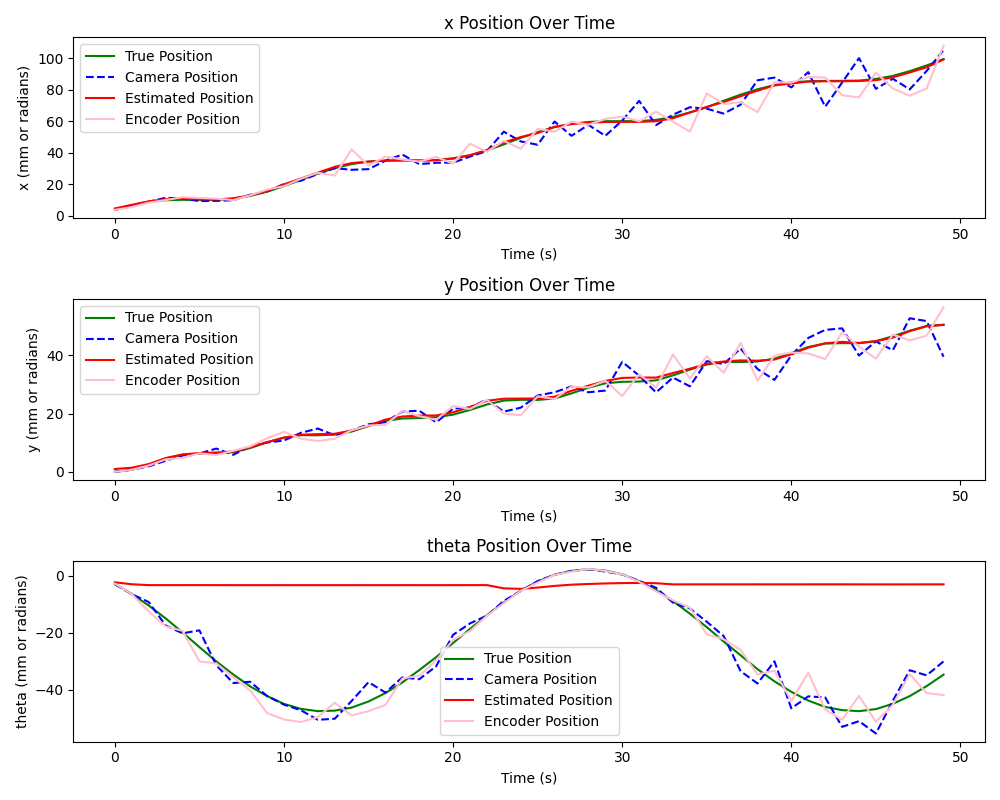 x Position Over Time
x (mm or radians)
100
80
60
40
20
0
True Position
Camera Position
Estimated Position
Encoder Position
0 10 20 30 40 50
Time (s)
y Position Over Time
y (mm or radians)
40
20
0
True Position
Camera Position
Estimated Position
Encoder Position
0 10 20 30 40 50
Time (s)
theta Position Over Time
theta (mm or radians)
0
−20
−40
True Position
Camera Position
Estimated Position
Encoder Position
0 10 20 30 40 50
Time (s)